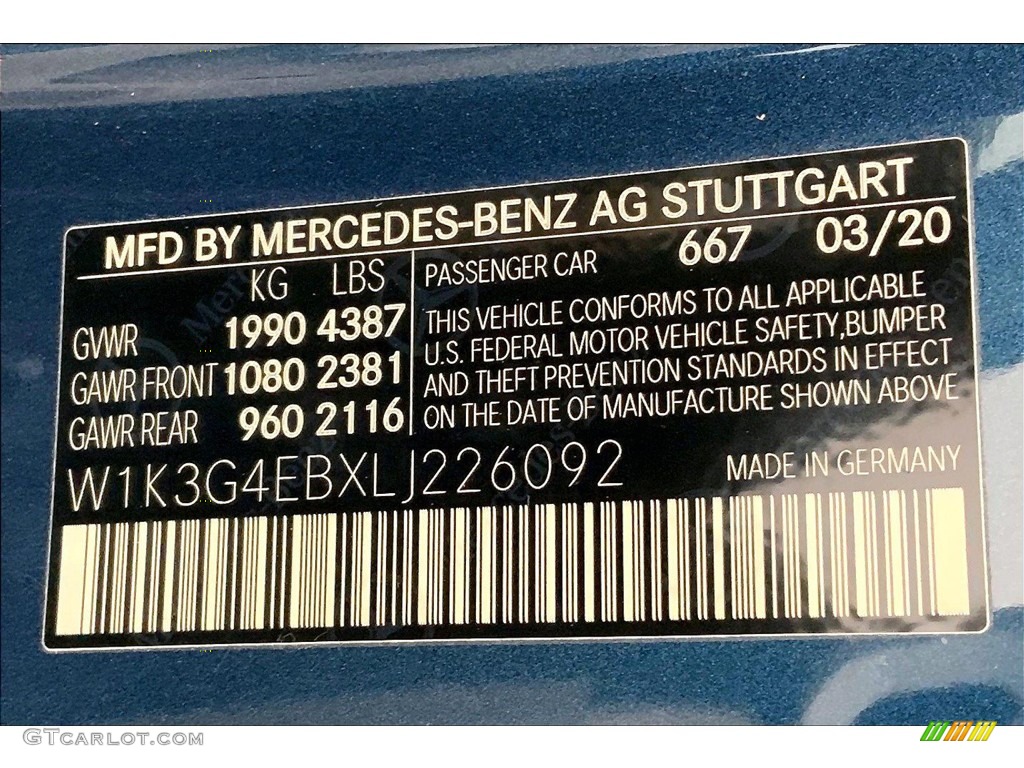 MFD BY MERCEDES-BENZ AG STUTTGART
KG LBS
GVWR 1990 4387
GAWR FRONT 1080 2381
GAWR REAR 960 2116
PASSENGER CAR 667 03/20
THIS VEHICLE CONFORMS TO ALL APPLICABLE
U.S. FEDERAL MOTOR VEHICLE SAFETY,BUMPER
AND THEFT PREVENTION STANDARDS IN EFFECT
ON THE DATE OF MANUFACTURE SHOWN ABOVE
W1K3G4EBXLJ226092 MADE IN GERMANY
GTCARLOT.COM